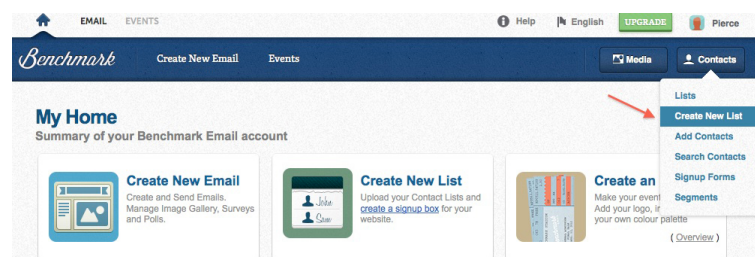 EMAIL EVENTS Help English UPGRADE Pierce
Benchmark Create New Email Events Media Contacts
Lists
Create New List
Add Contacts
Search Contacts
Signup Forms
Segments
My Home
Summary of your Benchmark Email account
Create New Email
Create and Send Emails.
Manage Image Gallery, Surveys
and Polls.
John
Sam
Create New List
Upload your Contact Lists and
create a signup box for your
website.
Create an
Make your event
Add your logo,
your own colour palette
( Overview )